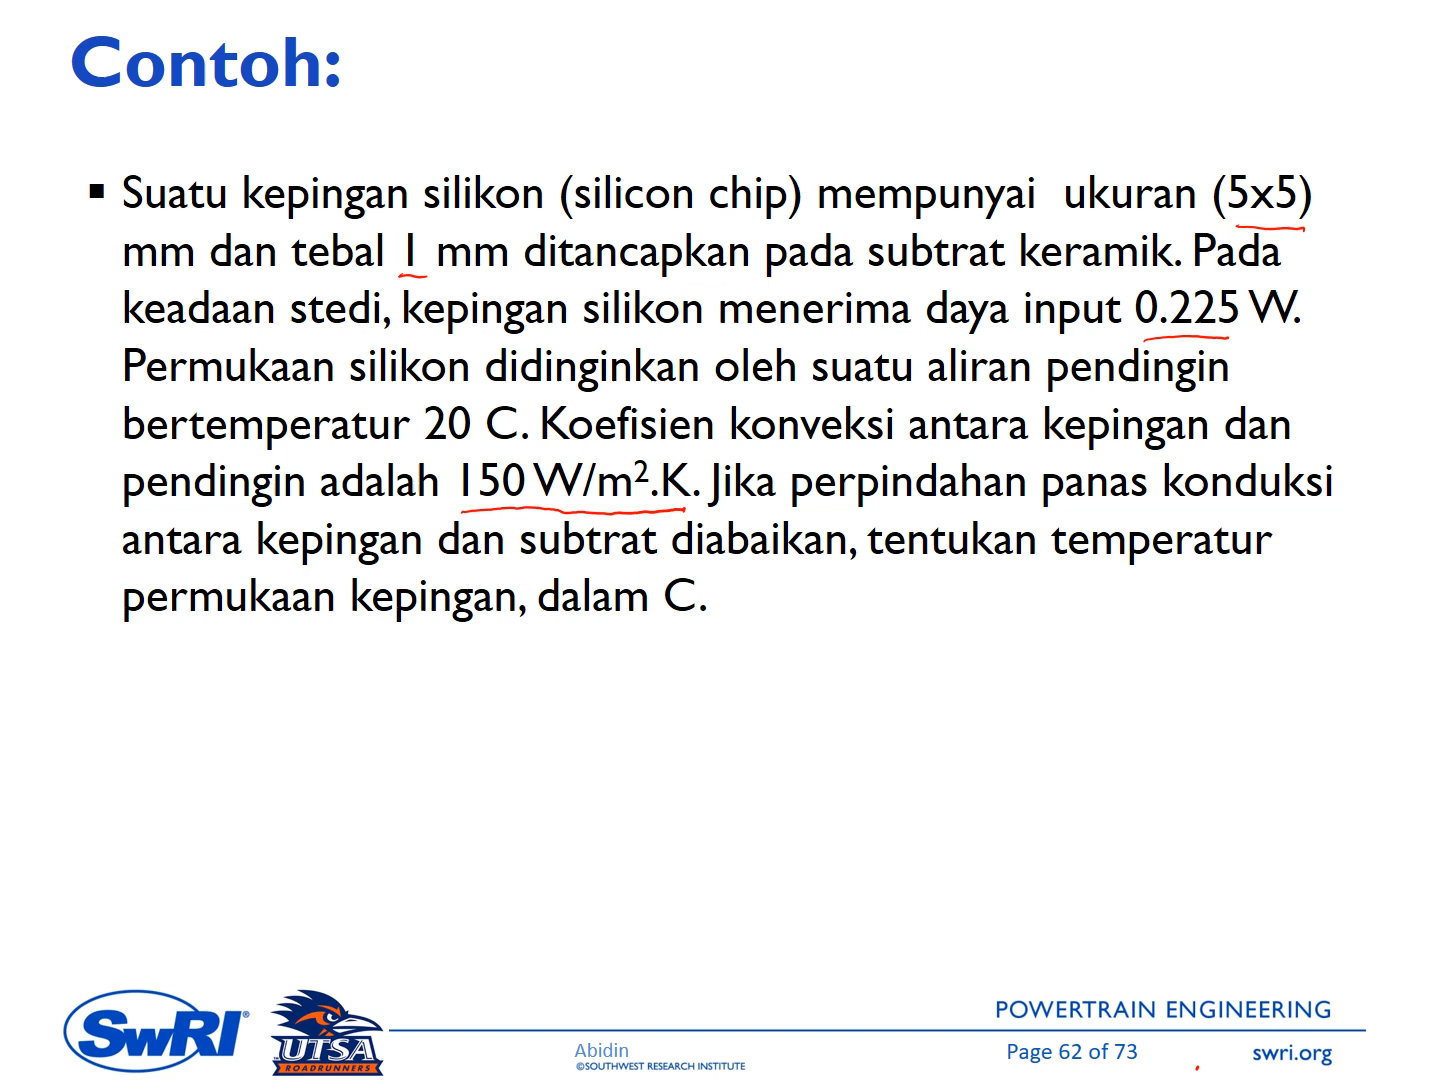 Contoh:
▪ Suatu kepingan silikon (silicon chip) mempunyai ukuran (5x5)
mm dan tebal 1 mm ditancapkan pada subtrat keramik. Pada
keadaan stedi, kepingan silikon menerima daya input 0.225 W.
Permukaan silikon didinginkan oleh suatu aliran pendingin
bertemperatur 20 C. Koefisien konveksi antara kepingan dan
pendingin adalah 150 W/m².K. Jika perpindahan panas konduksi
antara kepingan dan subtrat diabaikan, tentukan temperatur
permukaan kepingan, dalam C.
SwRI®
UTSA
ROADRUNNERS
POWERTRAIN ENGINEERING
Abidin
©SOUTHWEST RESEARCH INSTITUTE
Page 62 of 73
swri.org